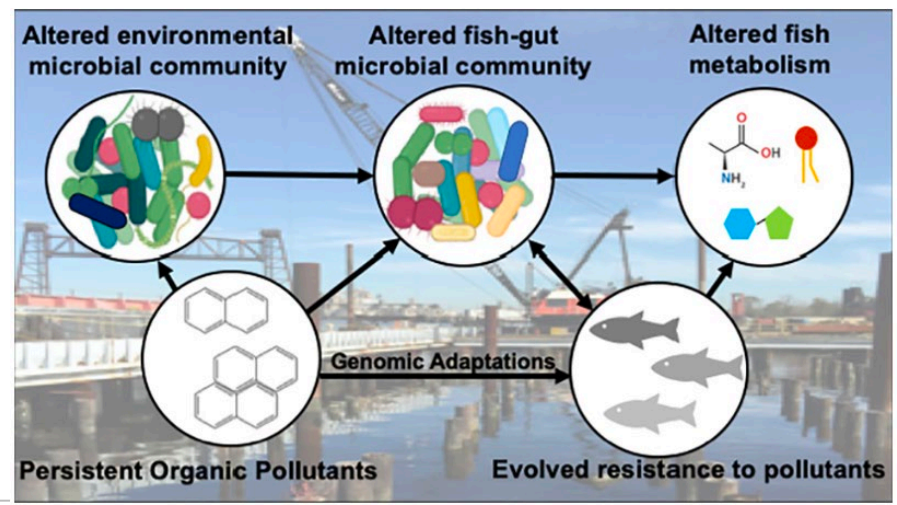 Altered environmental
microbial community
Altered fish-gut
microbial community
Altered fish
metabolism
O
OH
NH2
Genomic Adaptations
Persistent Organic Pollutants
Evolved resistance to pollutants